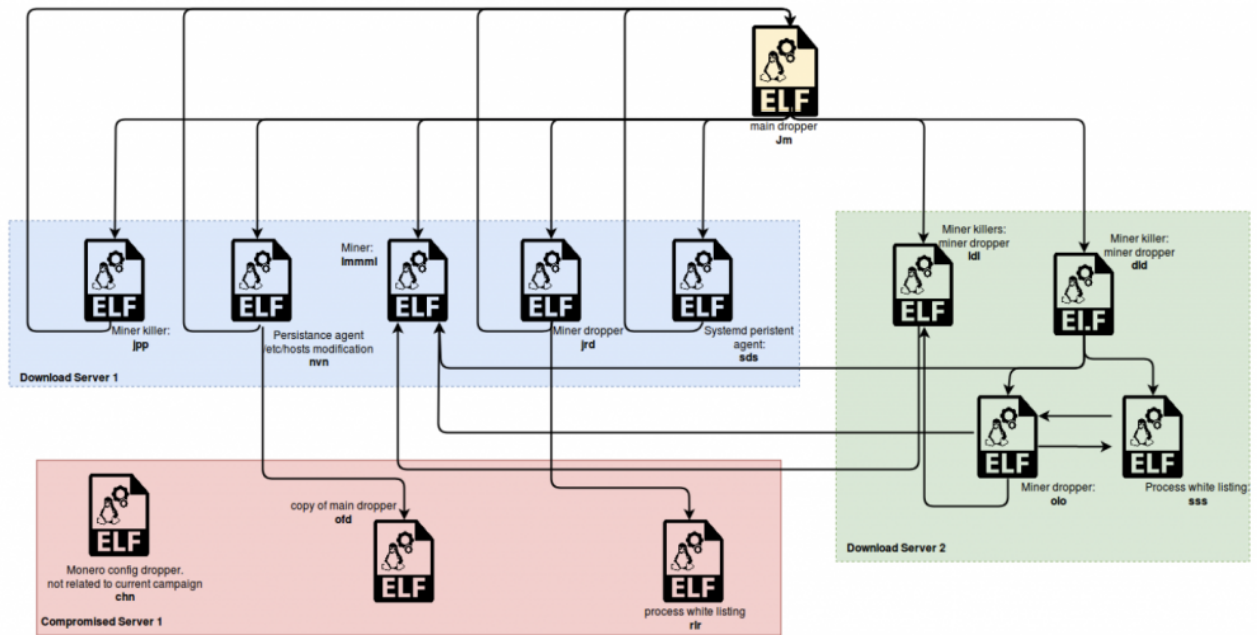 ELF
main dropper
Jm
ELF
Miner killer:
jpp
ELF
Persistance agent
/etc/hosts modification
nvn
Miner:
lmmml
ELF
ELF
Miner dropper
jrd
ELF
Systemd peristent
agent:
sds
Download Server 1
Miner killers:
miner dropper
ldl
ELF
Miner killer:
miner dropper
dld
ELF
ELF
Miner dropper:
olo
ELF
Process white listing:
sss
Download Server 2
ELF
Monero config dropper.
not related to current campaign
chn
copy of main dropper
ofd
ELF
ELF
process white listing
rlr
Compromised Server 1